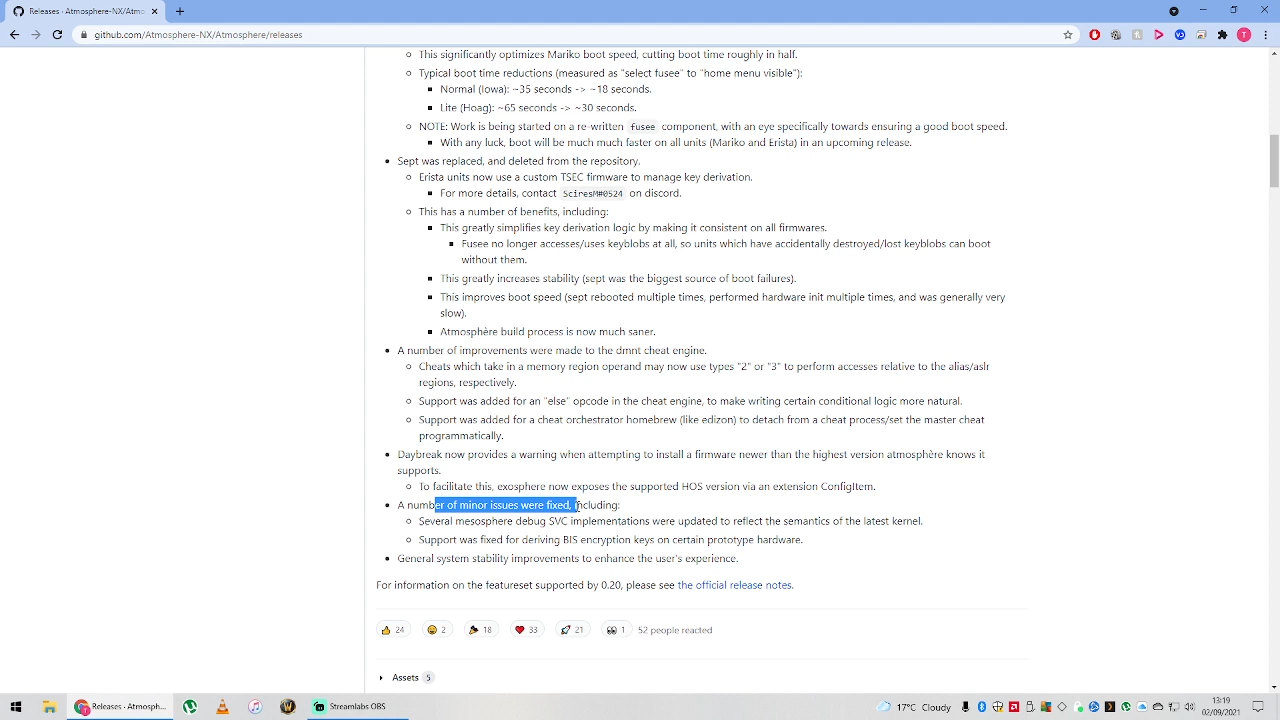 Releases · Atmosphere-NX/Atmo
github.com/Atmosphere-NX/Atmosphere/releases
This significantly optimizes Mariko boot speed, cutting boot time roughly in half.
Typical boot time reductions (measured as "select fusee" to "home menu visible"):
Normal (Iowa): ~35 seconds -> ~18 seconds.
Lite (Hoag): ~65 seconds -> ~30 seconds.
NOTE: Work is being started on a re-written fusee component, with an eye specifically towards ensuring a good boot speed.
With any luck, boot will be much much faster on all units (Mariko and Erista) in an upcoming release.
Sept was replaced, and deleted from the repository.
Erista units now use a custom TSEC firmware to manage key derivation.
For more details, contact SciresM#0524 on discord.
This has a number of benefits, including:
This greatly simplifies key derivation logic by making it consistent on all firmwares.
Fusee no longer accesses/uses keyblobs at all, so units which have accidentally destroyed/lost keyblobs can boot
without them.
This greatly increases stability (sept was the biggest source of boot failures).
This improves boot speed (sept rebooted multiple times, performed hardware init multiple times, and was generally very
slow).
Atmosphère build process is now much saner.
A number of improvements were made to the dmnt cheat engine.
Cheats which take in a memory region operand may now use types "2" or "3" to perform accesses relative to the alias/aslr
regions, respectively.
Support was added for an "else" opcode in the cheat engine, to make writing certain conditional logic more natural.
Support was added for a cheat orchestrator homebrew (like edizon) to detach from a cheat process/set the master cheat
programmatically.
Daybreak now provides a warning when attempting to install a firmware newer than the highest version atmosphère knows it
supports.
To facilitate this, exosphere now exposes the supported HOS version via an extension ConfigItem.
A number of minor issues were fixed, including:
Several mesosphere debug SVC implementations were updated to reflect the semantics of the latest kernel.
Support was fixed for deriving BIS encryption keys on certain prototype hardware.
General system stability improvements to enhance the user's experience.
For information on the featureset supported by 0.20, please see the official release notes.
24 2 18 33 21 1 52 people reacted
Assets 5
Releases · Atmosph... Streamlabs OBS 17°C Cloudy 13:19
02/09/2021